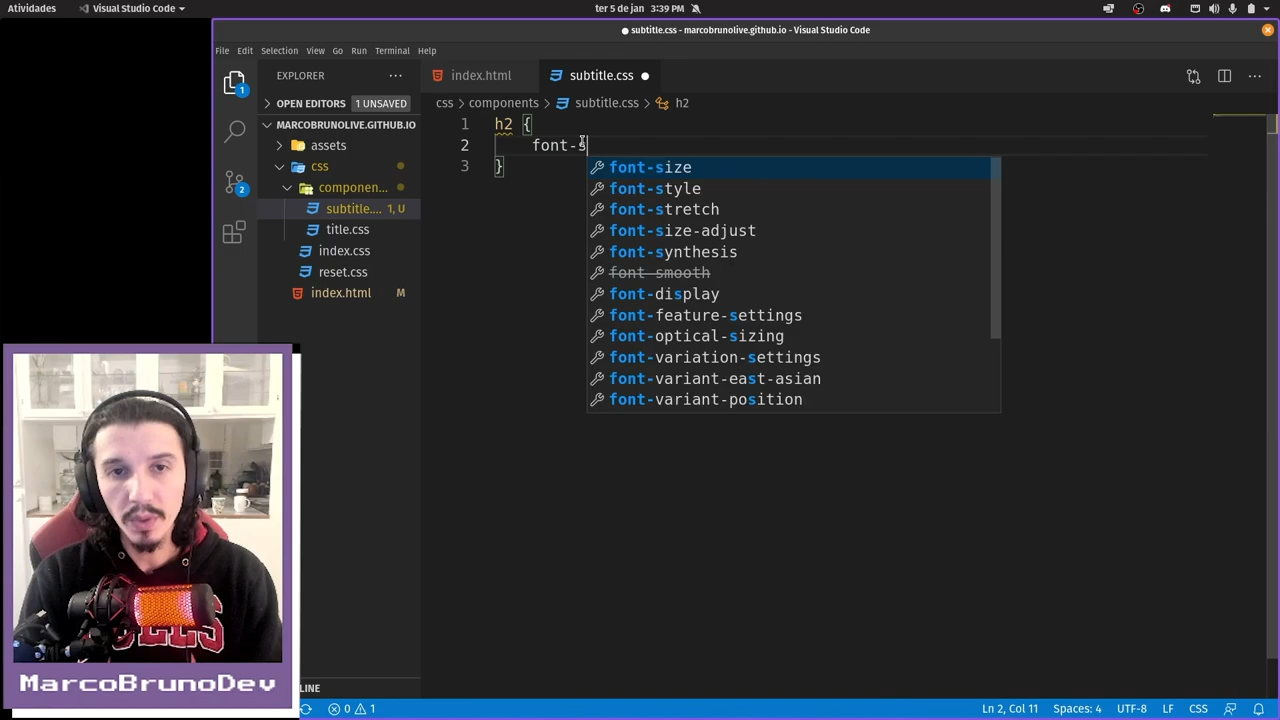 Atividades
Visual Studio Code
ter 5 de jan 3:39 PM
● subtitle.css - marcobrunolive.github.io - Visual Studio Code
File Edit Selection View Go Run Terminal Help
EXPLORER
index.html
subtitle.css
OPEN EDITORS 1 UNSAVED
css > components > subtitle.css > h2
MARCOBRUNOLIVE.GITHUB.IO
assets
css
componen...
subtitle.... 1, U
title.css
index.css
reset.css
index.html M
1
2
1 h2 {
2 font-s
3 }
font-size
font-style
font-stretch
font-size-adjust
font-synthesis
font-smooth
font-display
font-feature-settings
font-optical-sizing
font-variation-settings
font-variant-east-asian
font-variant-position
LLS
MarcoBrunoDev
LINE
0 1
Ln 2, Col 11 Spaces: 4 UTF-8 LF CSS